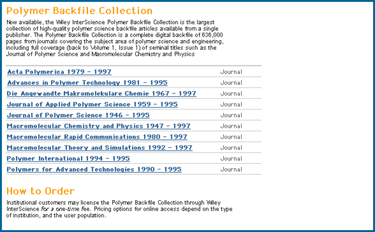 Polymer Backfile Collection
New available, the Wiley InterScience Polymer Backfile Collection is the largest
collection of high-quality polymer science backfile articles available from a single
publisher. The Polymer Backfile Collection is a complete digital backfile of 636,000
pages from journals covering the subject area of polymer science and engineering,
including full coverage (back to Volume 1, Issue 1) of seminal titles such as the
Journal of Polymer Science and Macromolecular Chemistry and Physics
Acta Polymerica 1979 - 1997 Journal
Advances in Polymer Technology 1981 - 1995 Journal
Die Angewandte Makromolekulare Chemie 1967 - 1997 Journal
Journal of Applied Polymer Science 1959 - 1995 Journal
Journal of Polymer Science 1946 - 1995 Journal
Macromolecular Chemistry and Physics 1947 - 1997 Journal
Macromolecular Rapid Communications 1980 - 1997 Journal
Macromolecular Theory and Simulations 1992 - 1997 Journal
Polymer International 1994 - 1995 Journal
Polymers for Advanced Technologies 1990 - 1995 Journal
How to Order
Institutional customers may licence the Polymer Backfile Collection through Wiley
InterScience for a one-time fee. Pricing options for online access depend on the type
of institution, and the user population.